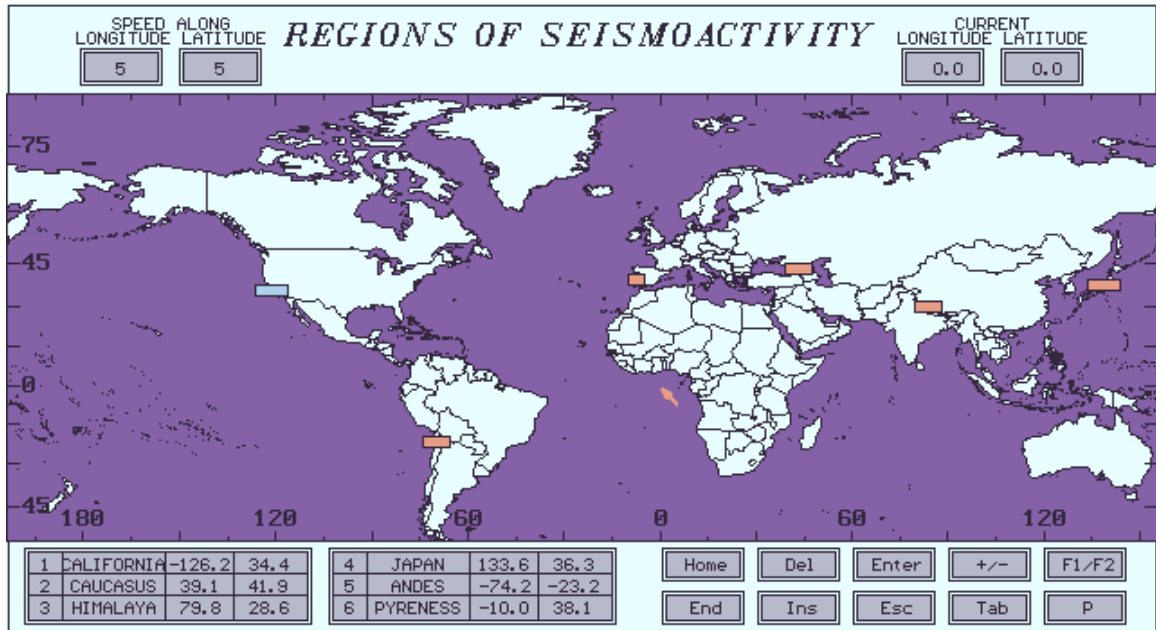 SPEED ALONG
LONGITUDE LATITUDE
5 5
REGIONS OF SEISMOACTIVITY
CURRENT
LONGITUDE LATITUDE
0.0 0.0
75
45
0
45
180 120 60 0 60 120
1 CALIFORNIA -126.2 34.4
2 CAUCASUS 39.1 41.9
3 HIMALAYA 79.8 28.6
4 JAPAN 133.6 36.3
5 ANDES -74.2 -23.2
6 PYRENESS -10.0 38.1
Home Del Enter +/- F1/F2
End Ins Esc Tab P